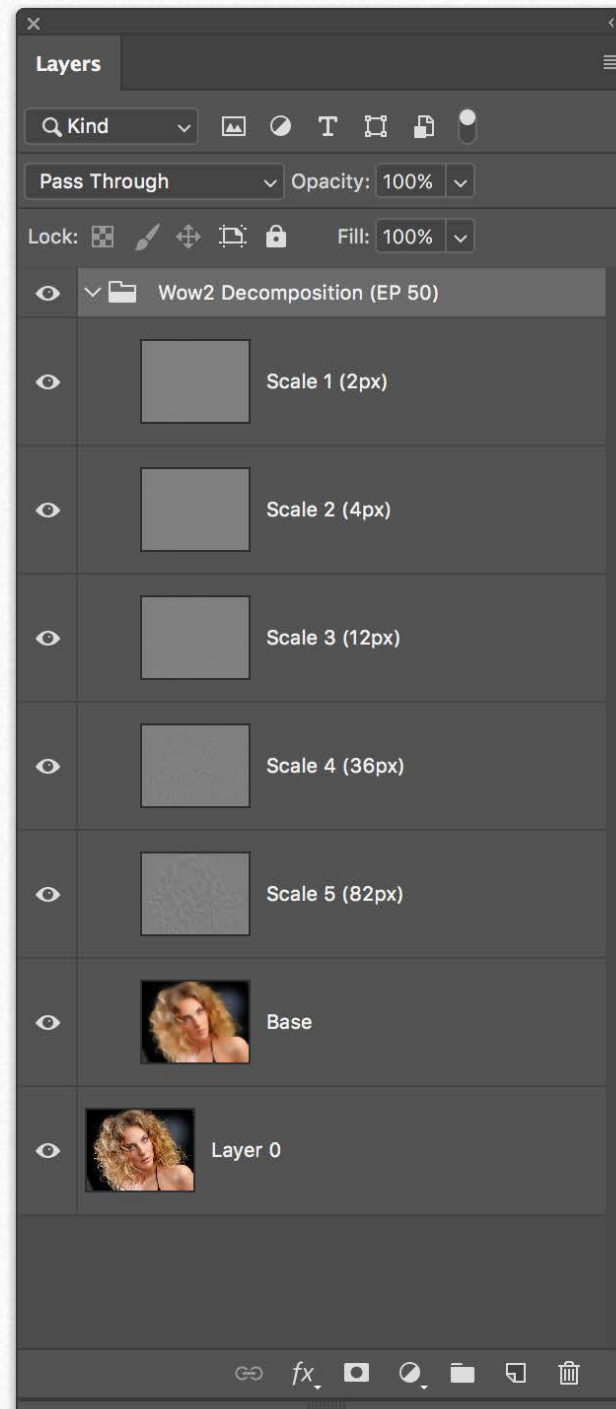 Layers
Kind
Pass Through Opacity: 100%
Lock: Fill: 100%
Wow2 Decomposition (EP 50)
Scale 1 (2px)
Scale 2 (4px)
Scale 3 (12px)
Scale 4 (36px)
Scale 5 (82px)
Base
Layer 0
fx